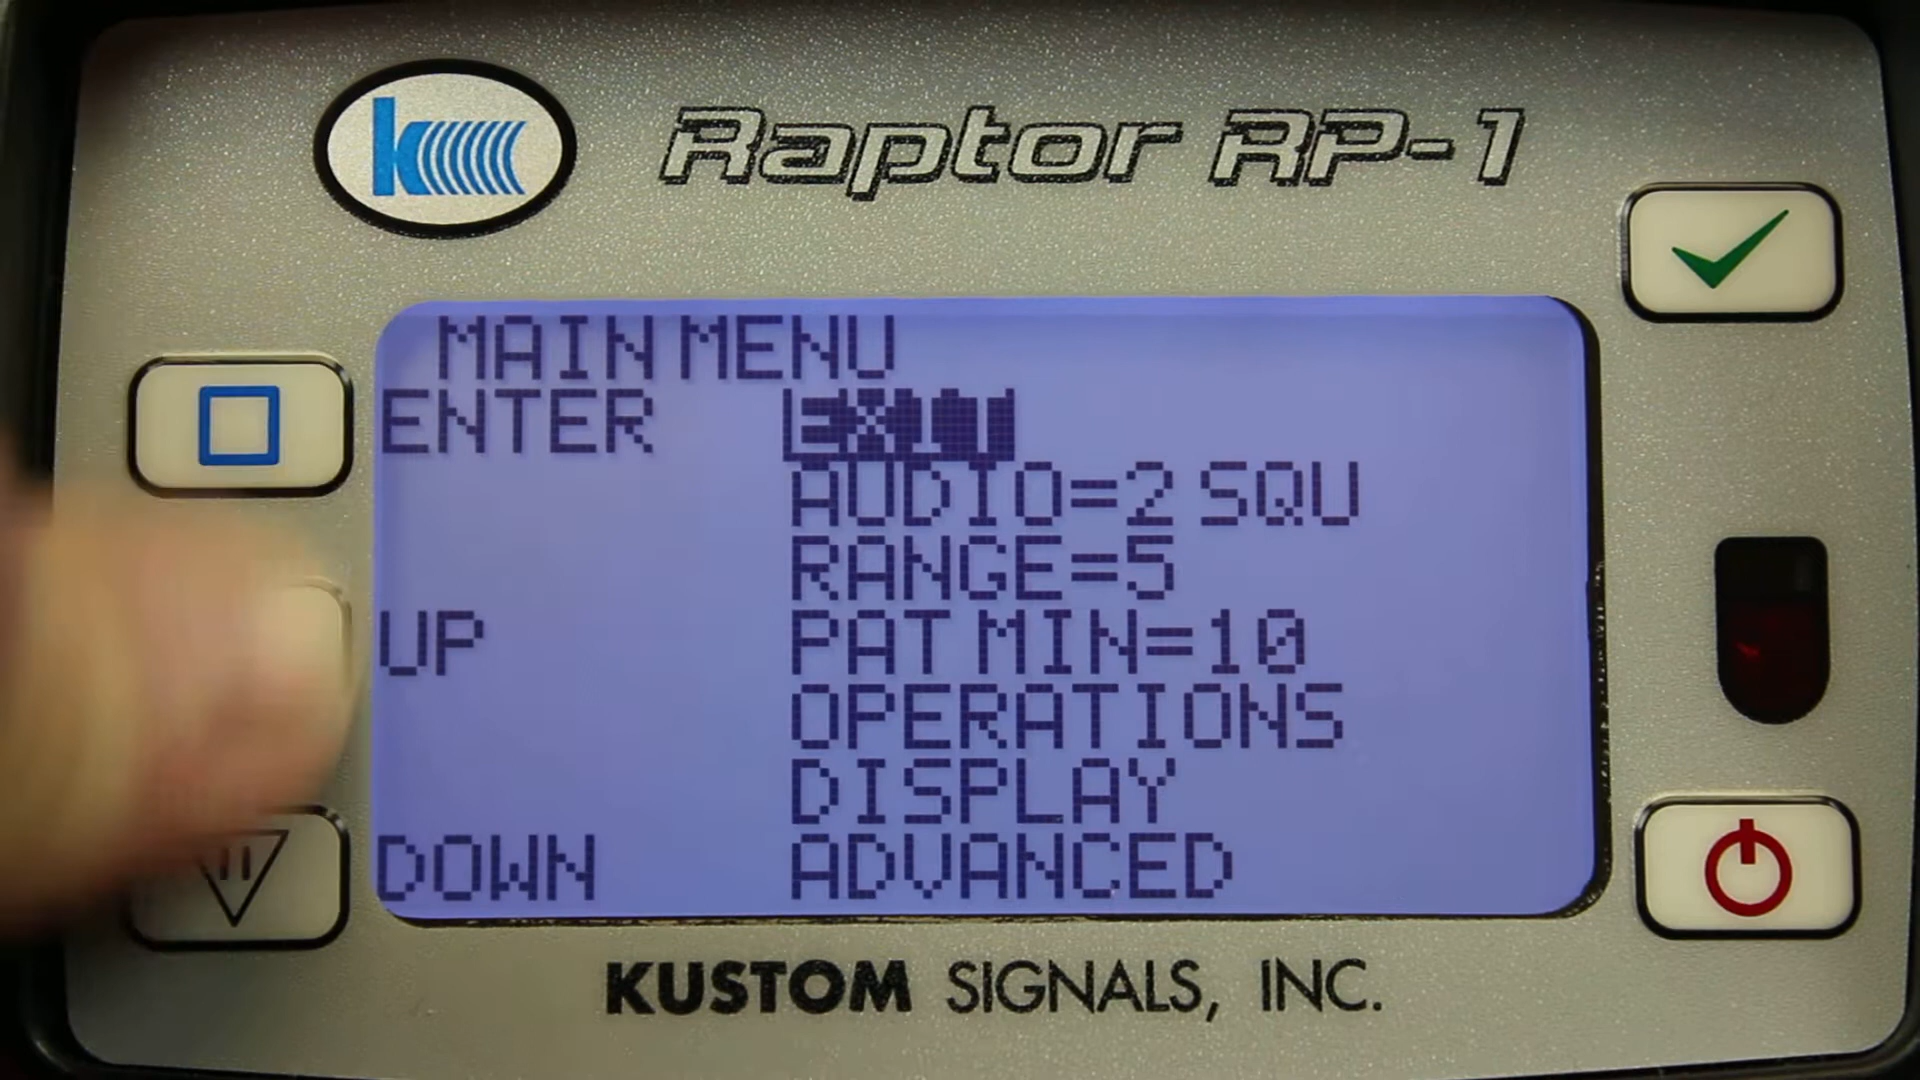 k
Raptor RP-1
MAIN MENU
ENTER EXIT
AUDIO=2 SQU
RANGE=5
UP PAT MIN=10
OPERATIONS
DISPLAY
DOWN ADVANCED
KUSTOM SIGNALS, INC.